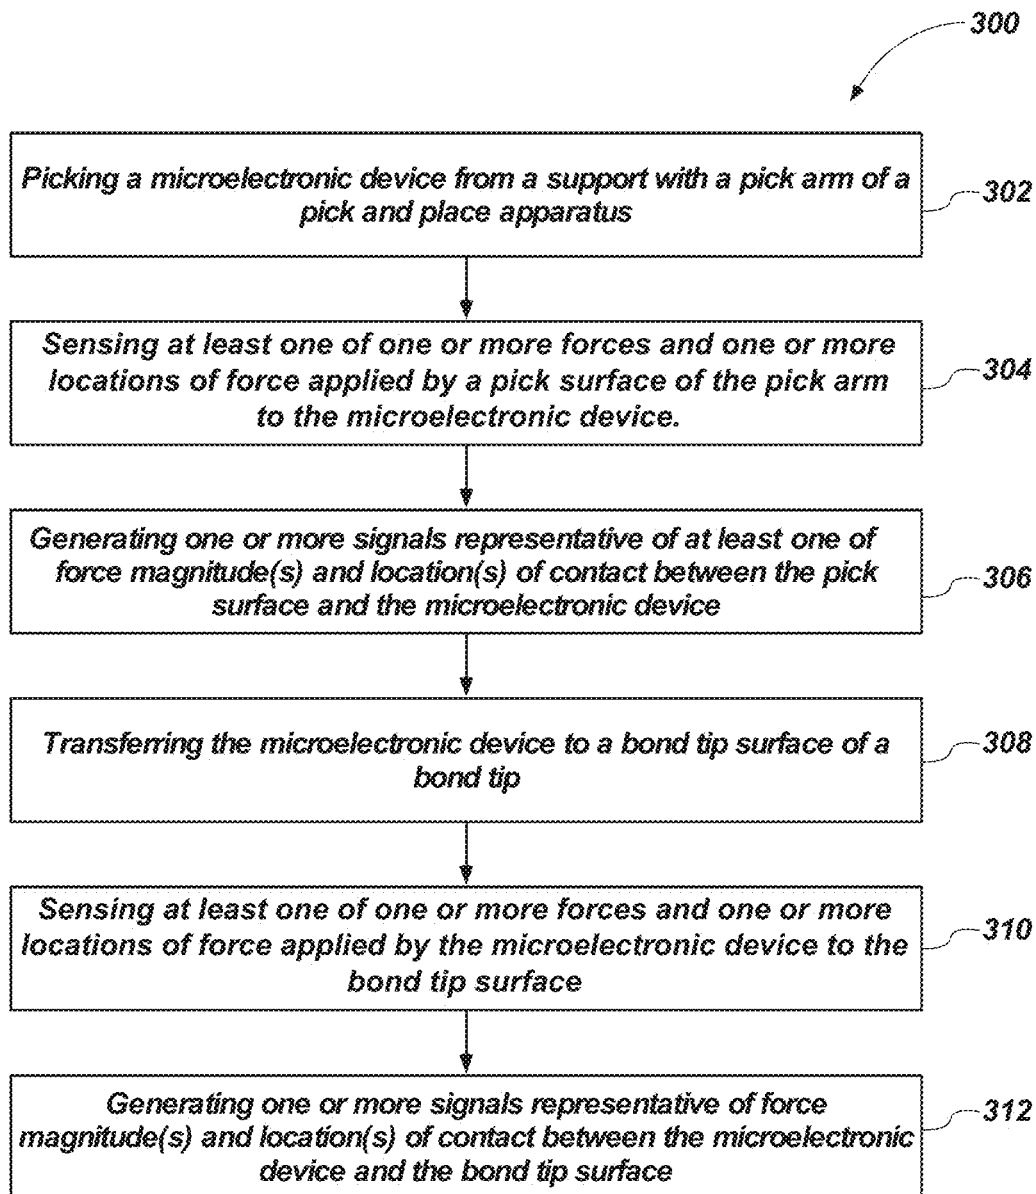 300
Picking a microelectronic device from a support with a pick arm of a
pick and place apparatus
302
Sensing at least one of one or more forces and one or more
locations of force applied by a pick surface of the pick arm
to the microelectronic device.
304
Generating one or more signals representative of at least one of
force magnitude(s) and location(s) of contact between the pick
surface and the microelectronic device
306
Transferring the microelectronic device to a bond tip surface of a
bond tip
308
Sensing at least one of one or more forces and one or more
locations of force applied by the microelectronic device to the
bond tip surface
310
Generating one or more signals representative of force
magnitude(s) and location(s) of contact between the microelectronic
device and the bond tip surface
312